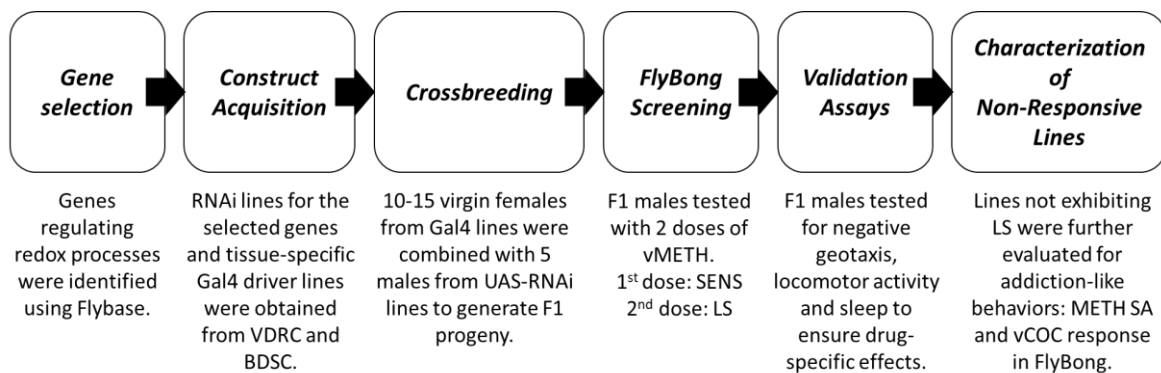 Gene
selection
Construct
Acquisition
Crossbreeding
FlyBong
Screening
Validation
Assays
Characterization
of
Non-Responsive
Lines
Genes
regulating
redox processes
were identified
using Flybase.
RNAi lines for the
selected genes
and tissue-specific
Gal4 driver lines
were obtained
from VDRC and
BDSC.
10-15 virgin females
from Gal4 lines were
combined with 5
males from UAS-RNAi
lines to generate F1
progeny.
F1 males tested
with 2 doses of
vMETH.
1st dose: SENS
2nd dose: LS
F1 males tested
for negative
geotaxis,
locomotor activity
and sleep to
ensure drug-
specific effects.
Lines not exhibiting
LS were further
evaluated for
addiction-like
behaviors: METH SA
and vCOC response
in FlyBong.